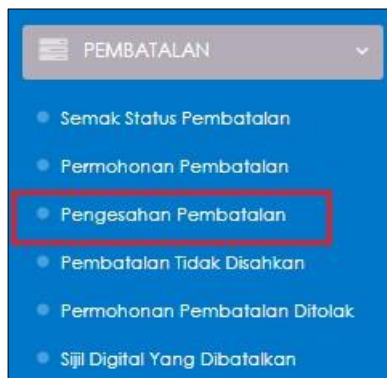 PEMBATALAN
Semak Status Pembatalan
Permohonan Pembatalan
Pengesahan Pembatalan
Pembatalan Tidak Disahkan
Permohonan Pembatalan Ditolak
Sijil Digital Yang Dibatalkan